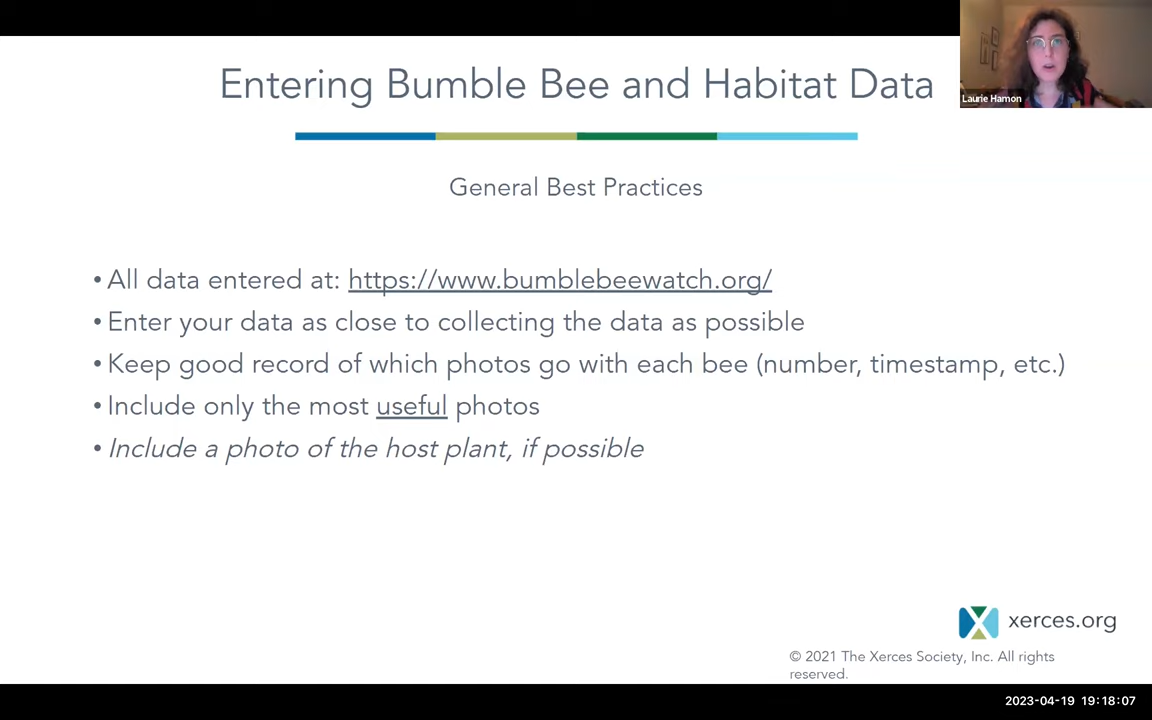 Entering Bumble Bee and Habitat Data
Laurie Hamon
General Best Practices
• All data entered at: https://www.bumblebeewatch.org/
• Enter your data as close to collecting the data as possible
• Keep good record of which photos go with each bee (number, timestamp, etc.)
• Include only the most useful photos
• Include a photo of the host plant, if possible
xerces.org
© 2021 The Xerces Society, Inc. All rights
reserved.
2023-04-19 19:18:07